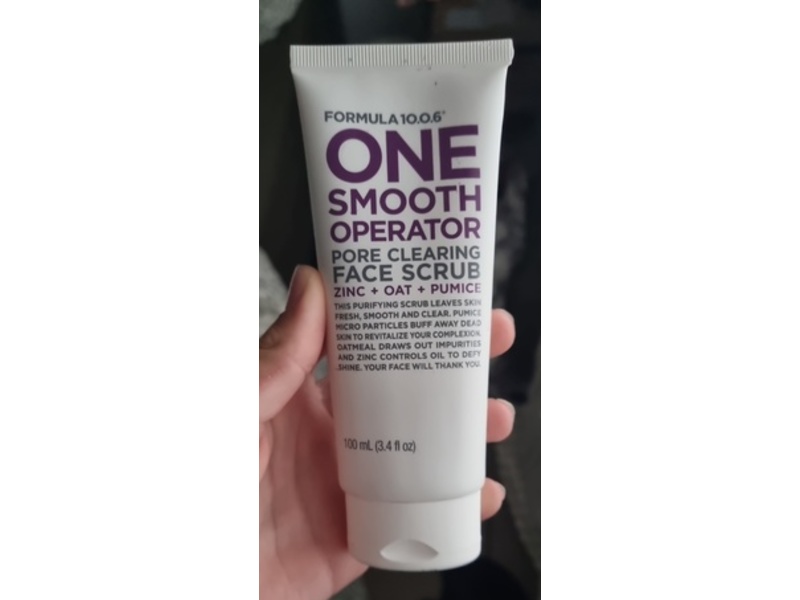 FORMULA 10.0.6
ONE
SMOOTH
OPERATOR
PORE CLEARING
FACE SCRUB
ZINC + OAT + PUMICE
THIS PURIFYING SCRUB LEAVES SKIN
FRESH, SMOOTH AND CLEAR. PUMICE
MICRO PARTICLES BUFF AWAY DEAD
SKIN TO REVITALIZE YOUR COMPLEXION.
OATMEAL DRAWS OUT IMPURITIES
AND ZINC CONTROLS OIL TO DEFY
SHINE. YOUR FACE WILL THANK YOU.
100 mL (3.4 fl oz)